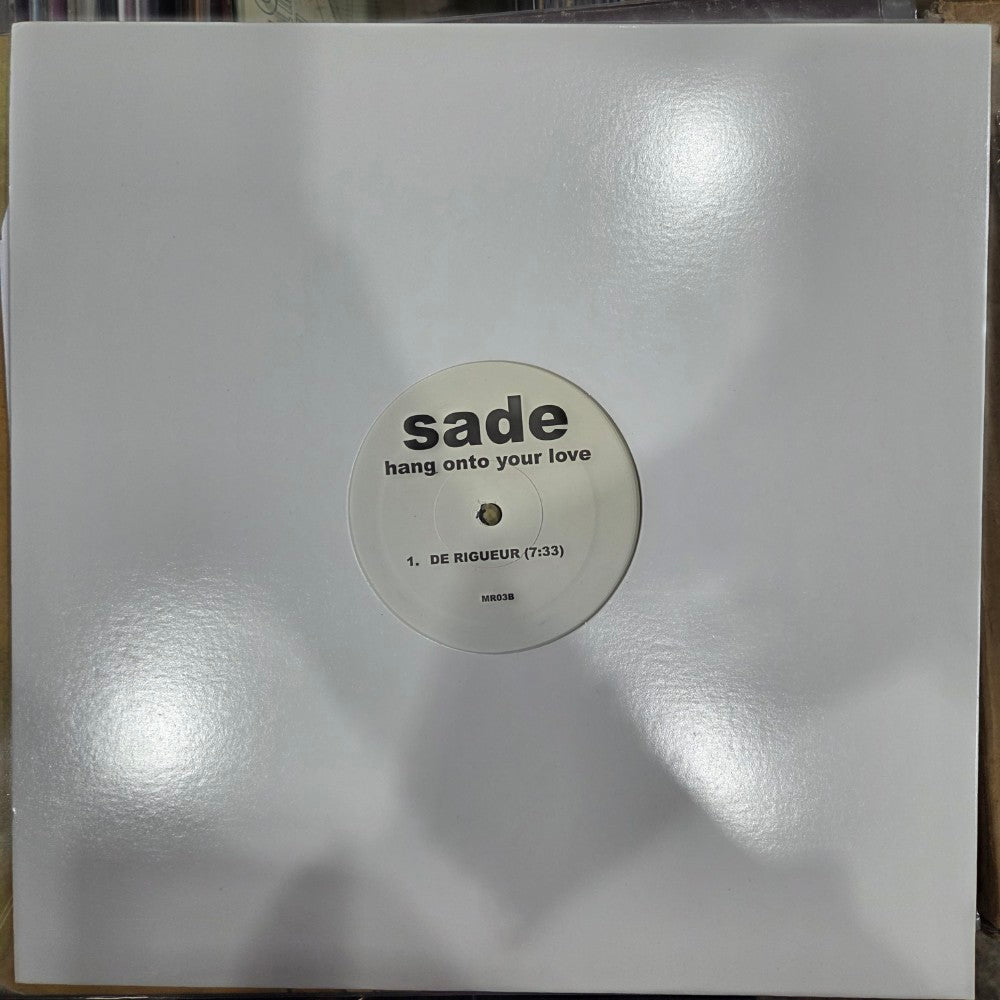 sade
hang onto your love
1. DE RIGUEUR (7:33)
MR03B